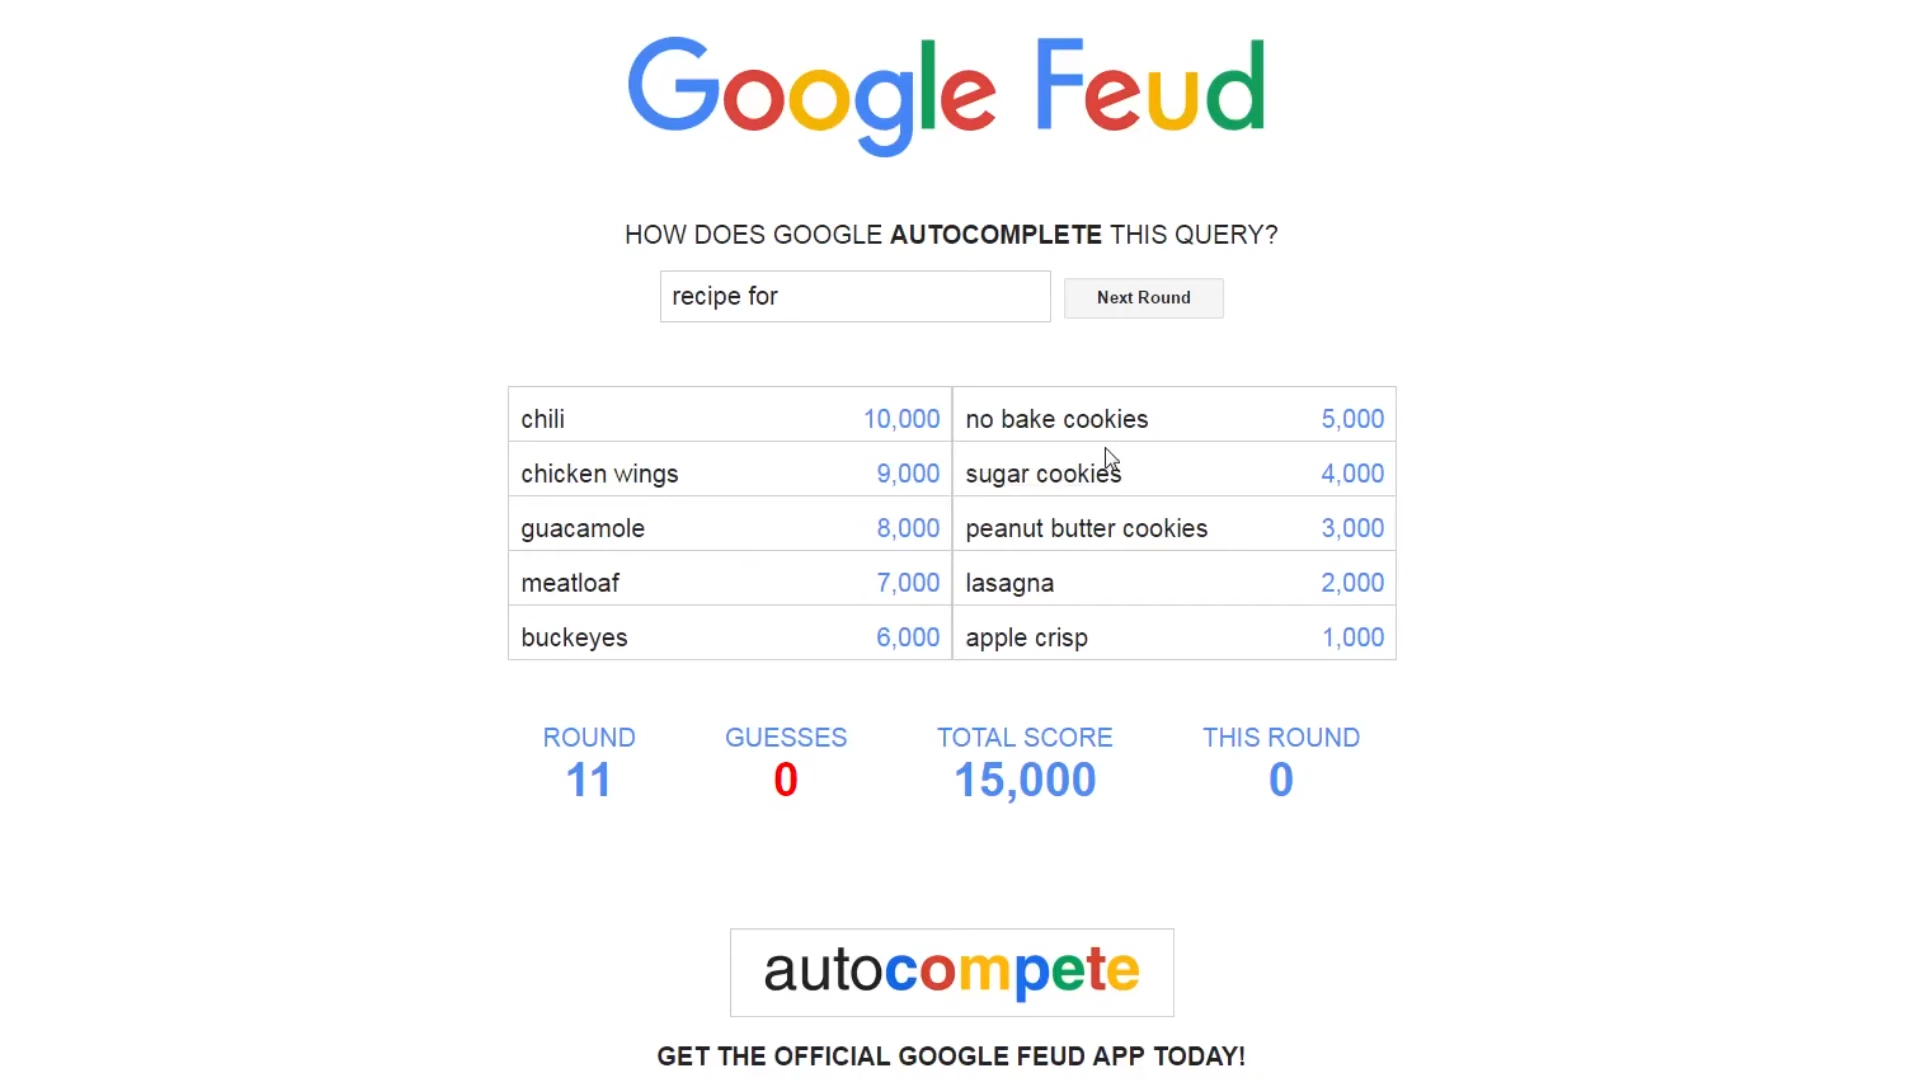 Google Feud
HOW DOES GOOGLE AUTOCOMPLETE THIS QUERY?
recipe for
Next Round
chili 10,000
chicken wings 9,000
guacamole 8,000
meatloaf 7,000
buckeyes 6,000
no bake cookies 5,000
sugar cookies 4,000
peanut butter cookies 3,000
lasagna 2,000
apple crisp 1,000
ROUND
11
GUESSES
0
TOTAL SCORE
15,000
THIS ROUND
0
autocompete
GET THE OFFICIAL GOOGLE FEUD APP TODAY!